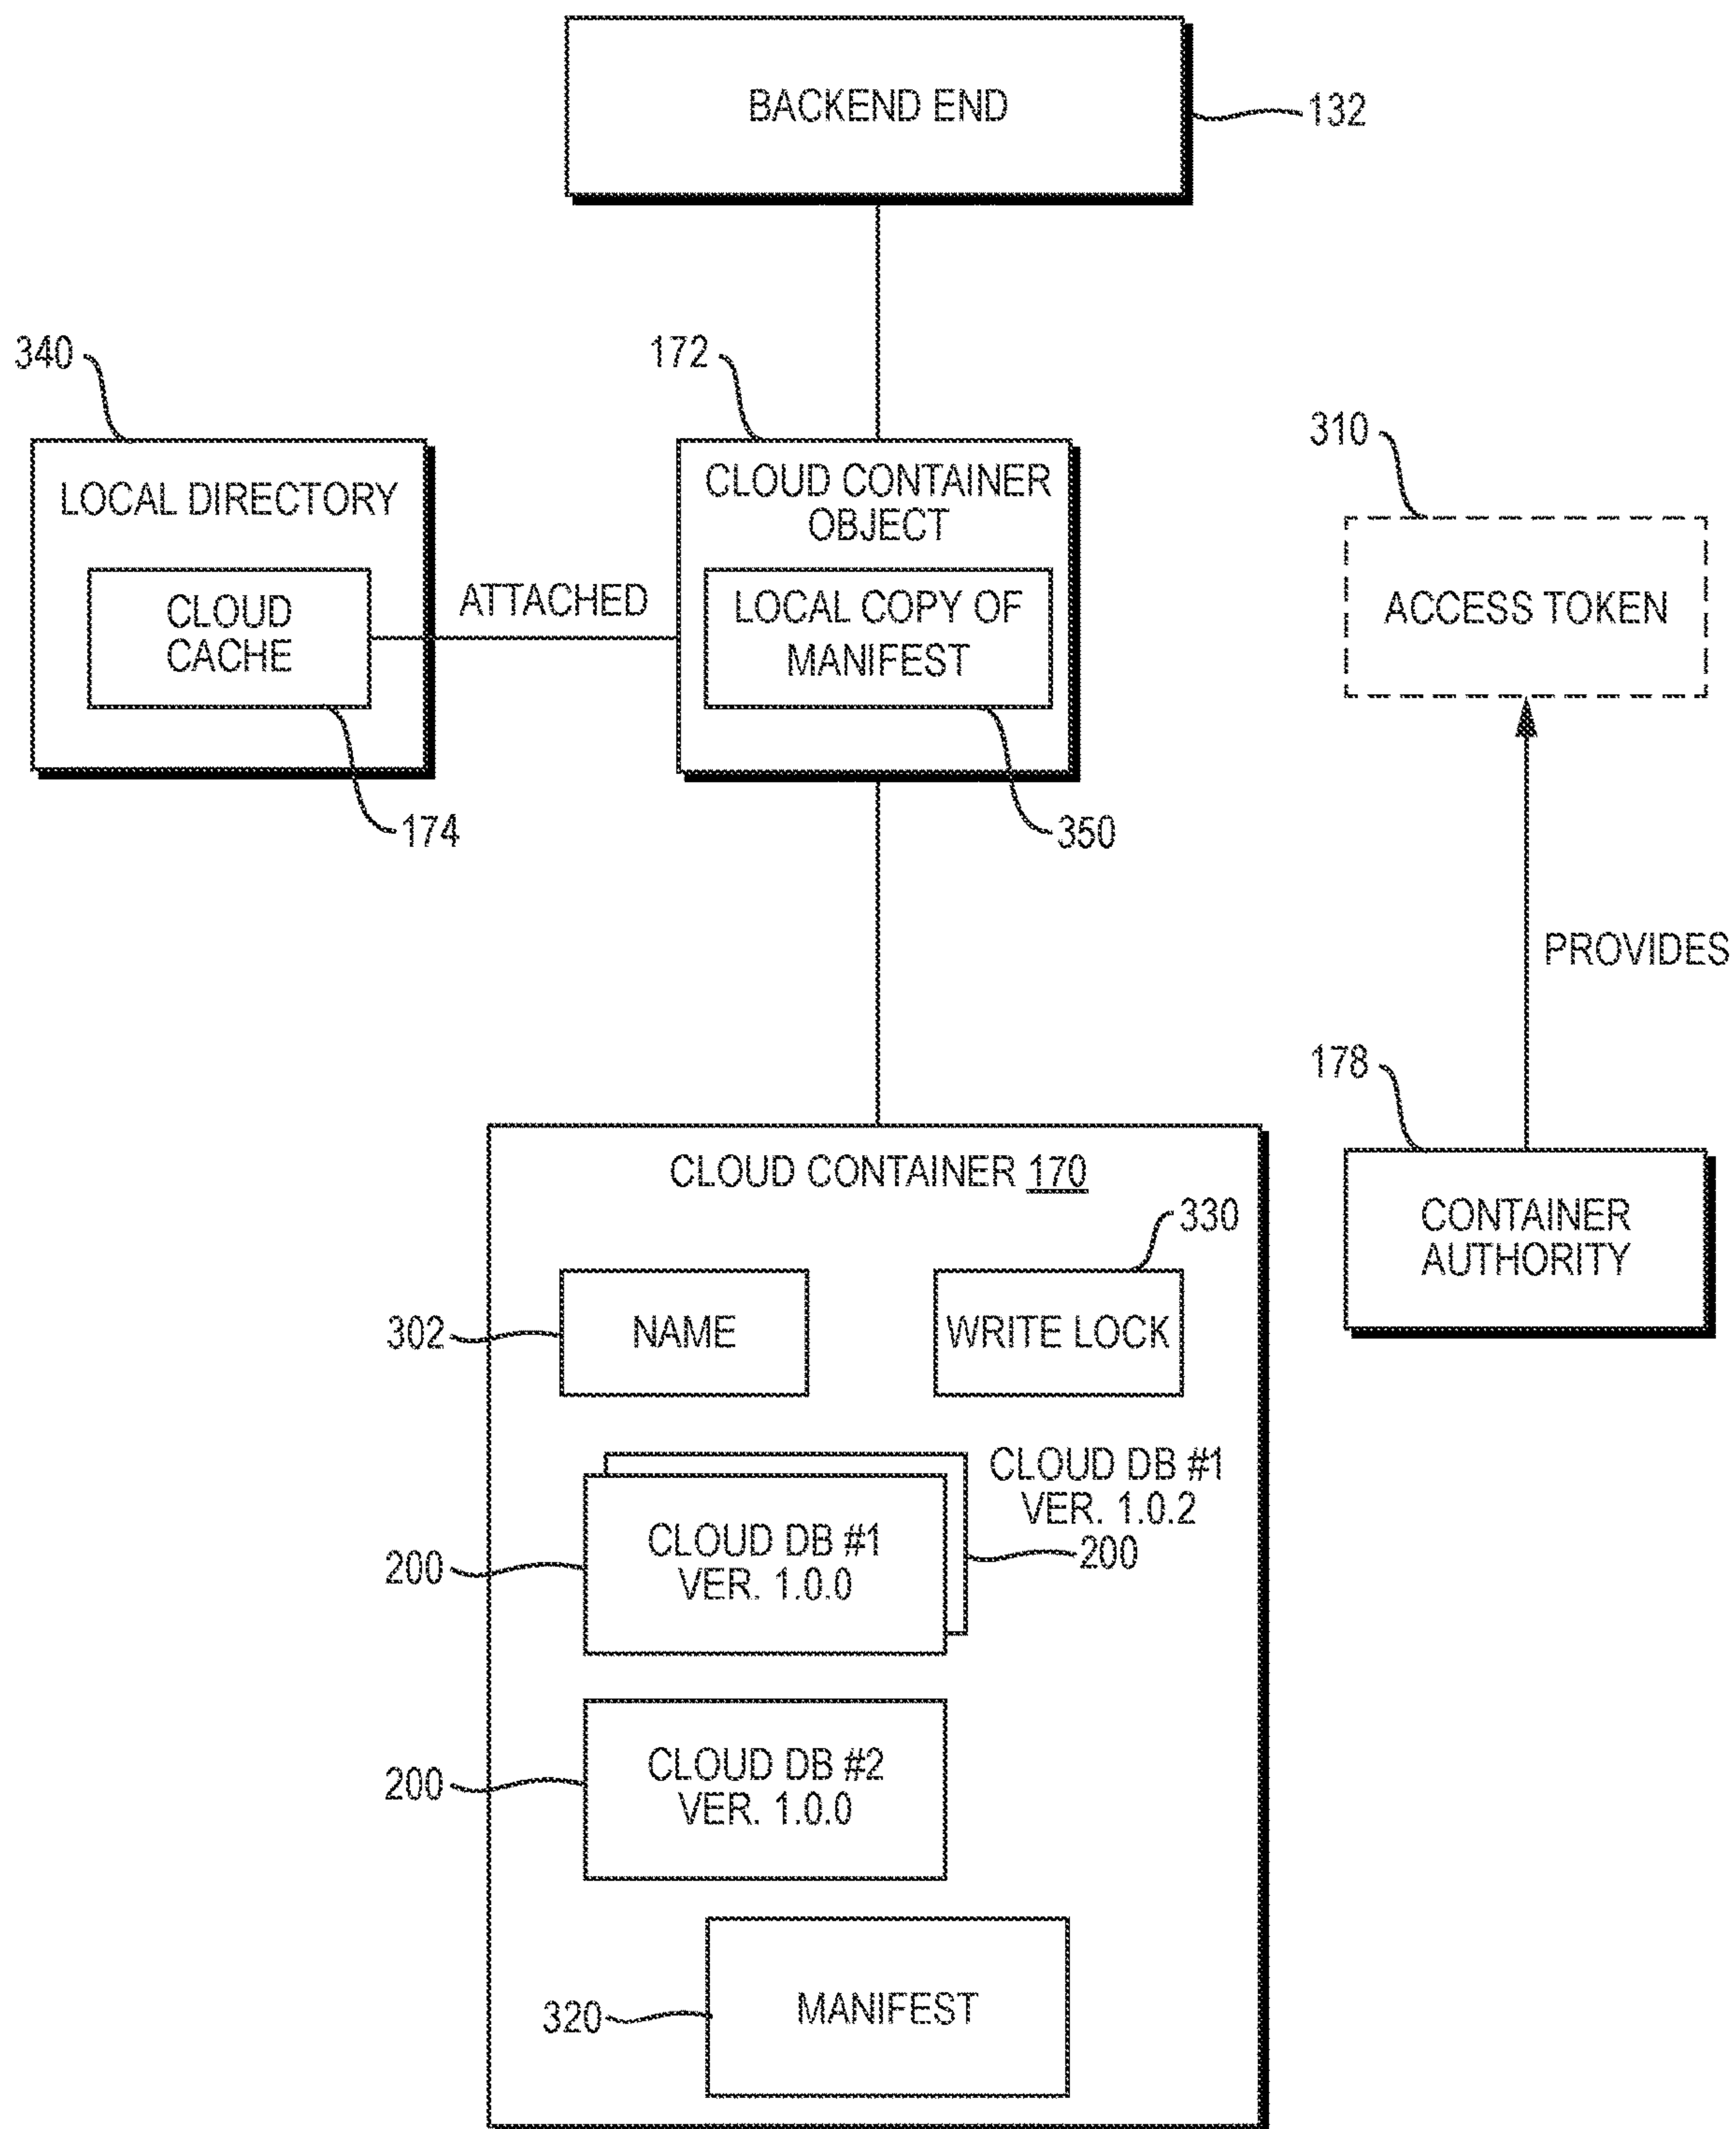 BACKEND END
132
340
172
310
LOCAL DIRECTORY
CLOUD CONTAINER
OBJECT
CLOUD
CACHE
ATTACHED
LOCAL COPY OF
MANIFEST
ACCESS TOKEN
174
350
PROVIDES
178
CLOUD CONTAINER 170
330
CONTAINER
AUTHORITY
302
NAME
WRITE LOCK
CLOUD DB #1
VER. 1.0.2
200
CLOUD DB #1
VER. 1.0.0
200
CLOUD DB #2
VER. 1.0.0
200
MANIFEST
320